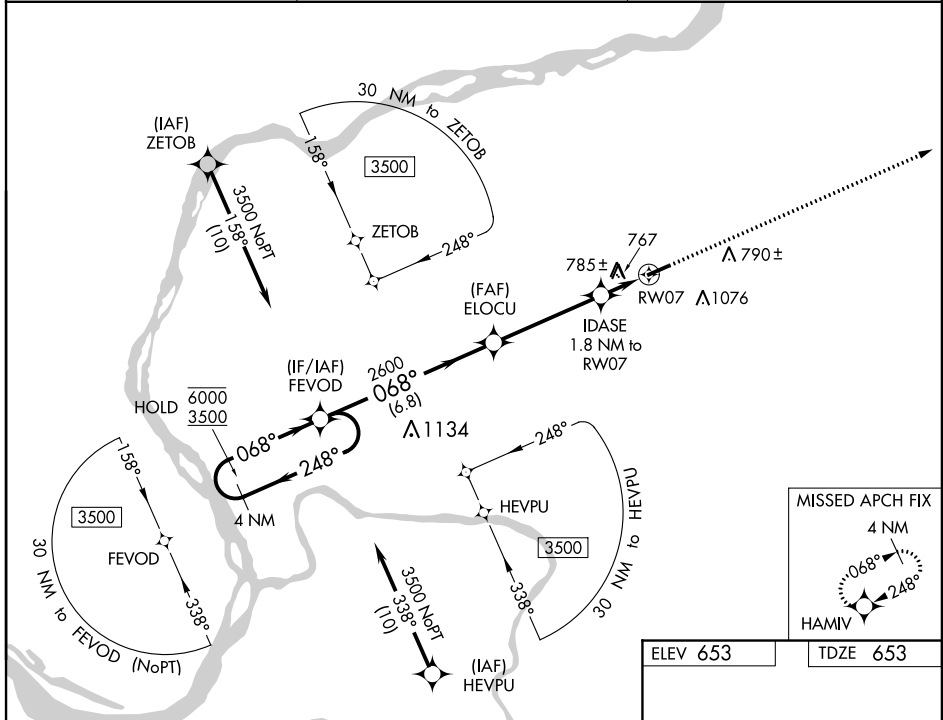 30 NM to ZETOB
(IAF)
ZETOB
158°
3500
3500 NoPT
158°
(10)
ZETOB
248°
767
785±
790±
(FAF)
ELOCU
RW07
1076
IDASE
1.8 NM to
RW07
(IF/IAF)
FEVOD
2600
068°
(6.8)
HOLD
6000
3500
1134
068°
248°
248°
158°
4 NM
HEVPU
MISSED APCH FIX
3500
FEVOD
3500
4 NM
30 NM to HEVPU
338°
068°
248°
3500 NoPT
338°
(10)
HAMIV
338°
30 NM to FEVOD (NoPT)
(IAF)
HEVPU
ELEV 653
TDZE 653